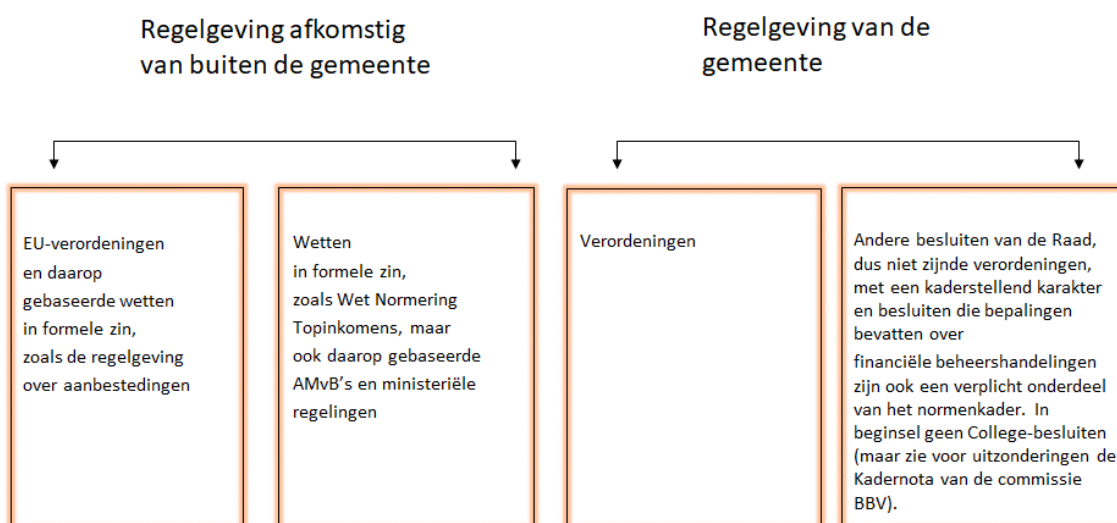 Regelgeving afkomstig
van buiten de gemeente
Regelgeving van de
gemeente
EU-verordeningen
en daarop
gebaseerde wetten
in formele zin,
zoals de regelgeving
over aanbestedingen
Wetten
in formele zin,
zoals Wet Normering
Topinkomens, maar
ook daarop gebaseerde
AMvB's en ministeriële
regelingen
Verordeningen
Andere besluiten van de Raad,
dus niet zijnde verordeningen,
met een kaderstellend karakter
en besluiten die bepalingen
bevatten over
financiële beheershandelingen
zijn ook een verplicht onderdeel
van het normenkader. In
beginsel geen College-besluiten
(maar zie voor uitzonderingen de
Kadernota van de commissie
BBV).